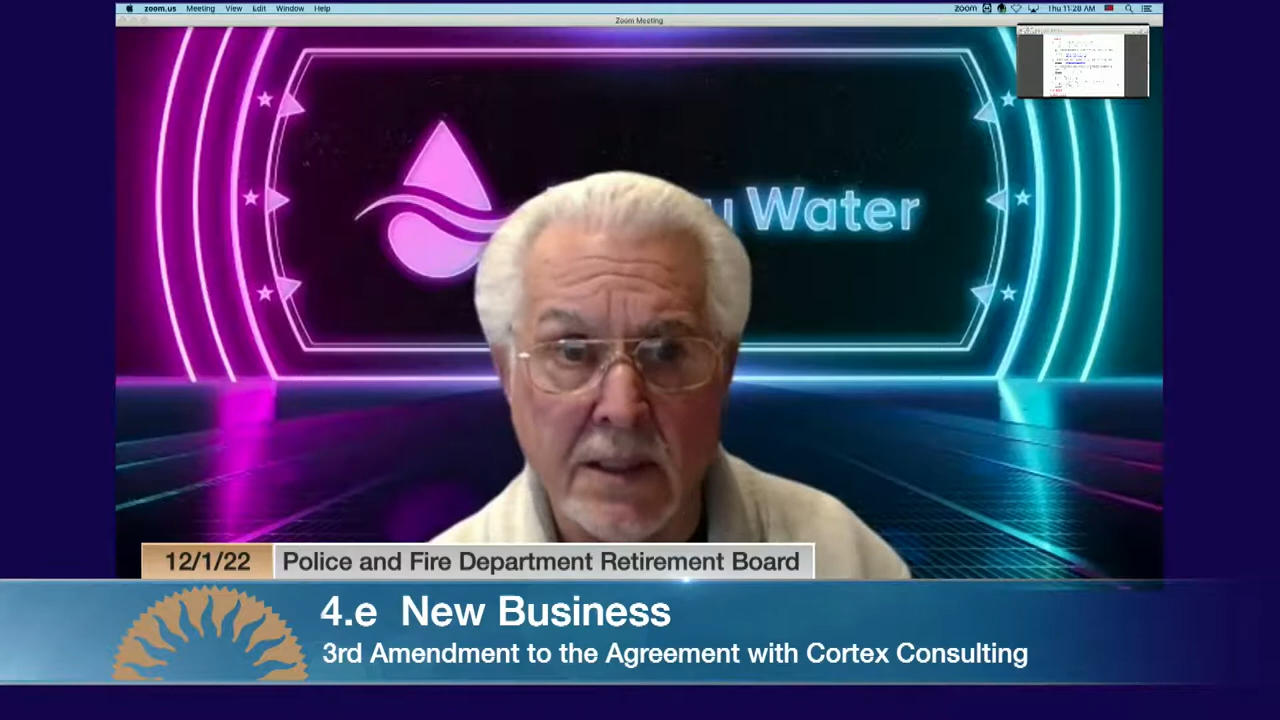 zoom.us Meeting View Edit Window Help zoom Thu 11:28 AM
Zoom Meeting
Water
12/1/22 Police and Fire Department Retirement Board
4.e New Business
3rd Amendment to the Agreement with Cortex Consulting